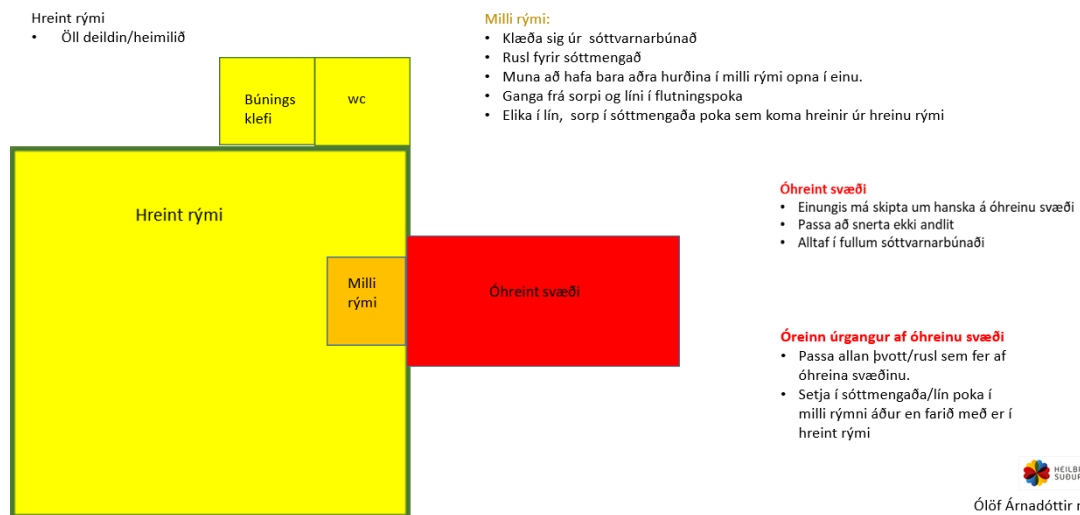 Hreint rými
• Öll deildin/heimilið
Milli rými:
• Klæða sig úr sóttvarnarbúnað
• Rusl fyrir sóttmengað
• Muna að hafa bara aðra hurðina í milli rými opna í einu.
• Ganga frá sorpi og líni í flutningspoka
• Elika í lín, sorp í sóttmengaða poka sem koma hreinir úr hreinu rými
Búnings
klefi
wc
Hreint rými
Milli
rými
Óhreint svæði
Óhreint svæði
• Einungis má skipta um hanska á óhreinu svæði
• Passa að snerta ekki andlit
• Alltaf í fullum sóttvarnarbúnaði
Óreinn úrgangur af óhreinu svæði
• Passa allan þvott/rusl sem fer af
óhreina svæðinu.
• Setja í sóttmengaða/lín poka í
milli rýmni áður en farið með er í
hreint rými
Ólöf Árnadóttir